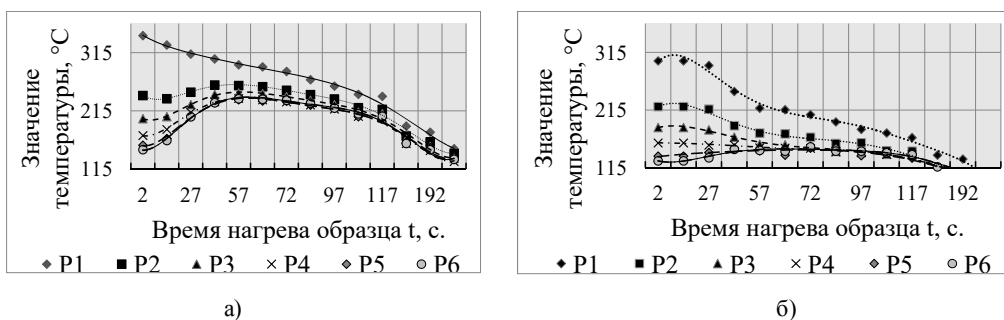 Значение
температуры, °С
315
215
115
2 27 57 72 97 117 192
Время нагрева образца t, с.
P1 P2 P3 P4 P5 P6
а)
Значение
температуры, °С
315
215
115
2 27 57 72 97 117 192
Время нагрева образца t, с.
P1 P2 P3 P4 P5 P6
б)